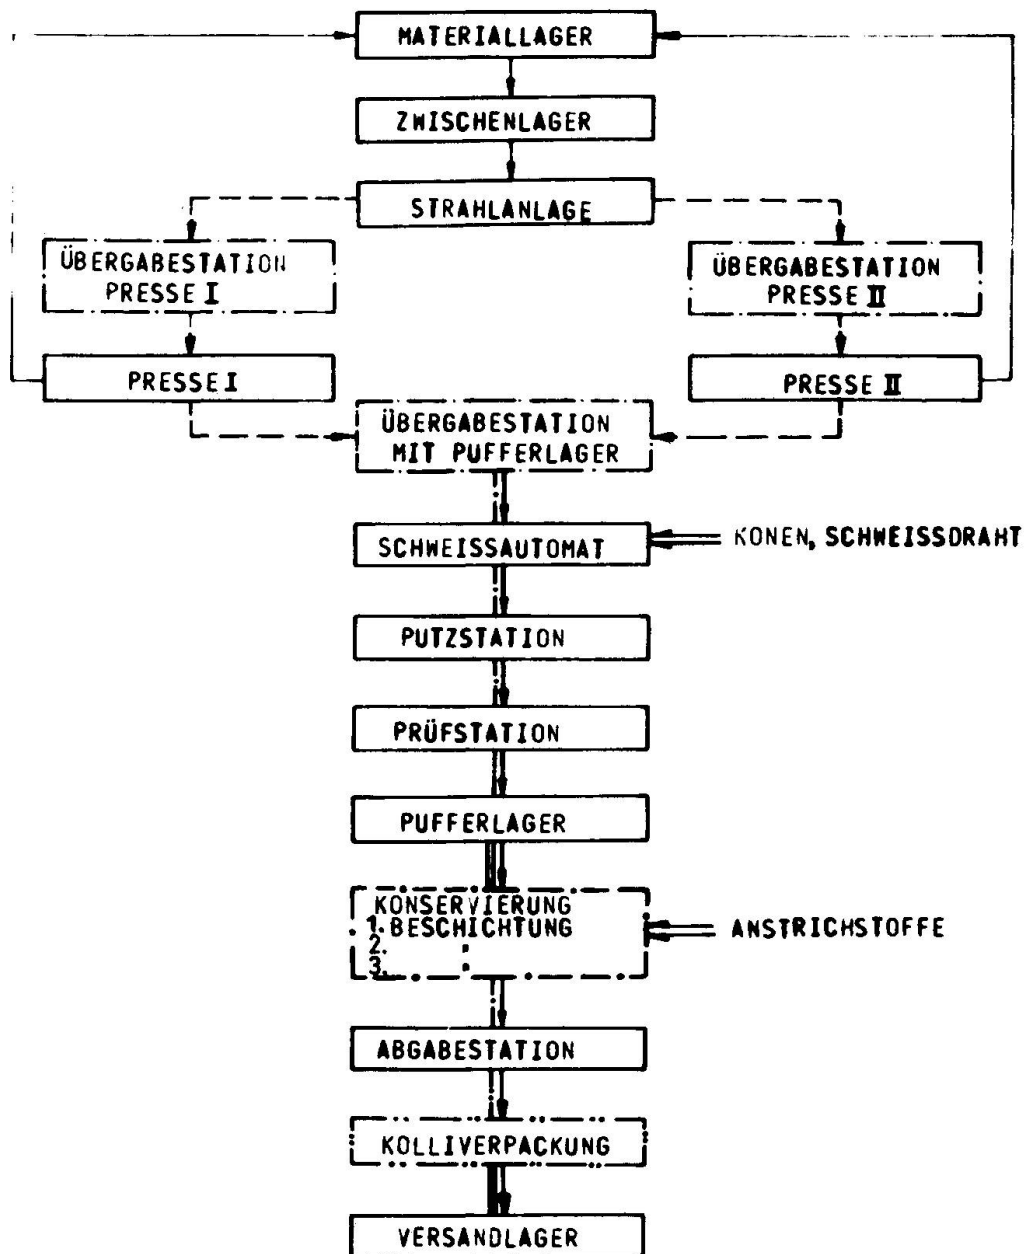 MATERIALLAGER
ZWISCHENLAGER
STRAHLANLAGE
ÜBERGABESTATION
PRESSE I
ÜBERGABESTATION
PRESSE II
PRESSE I
PRESSE II
ÜBERGABESTATION
MIT PUFFERLAGER
SCHWEISSAUTOMAT
KONEN, SCHWEISSDRAHT
PUTZSTATION
PRÜFSTATION
PUFFERLAGER
KONSERVIERUNG
1. BESCHICHTUNG
2. "
3. "
ANSTRICHSTOFFE
ABGABESTATION
KOLLIVERPACKUNG
VERSANDLAGER